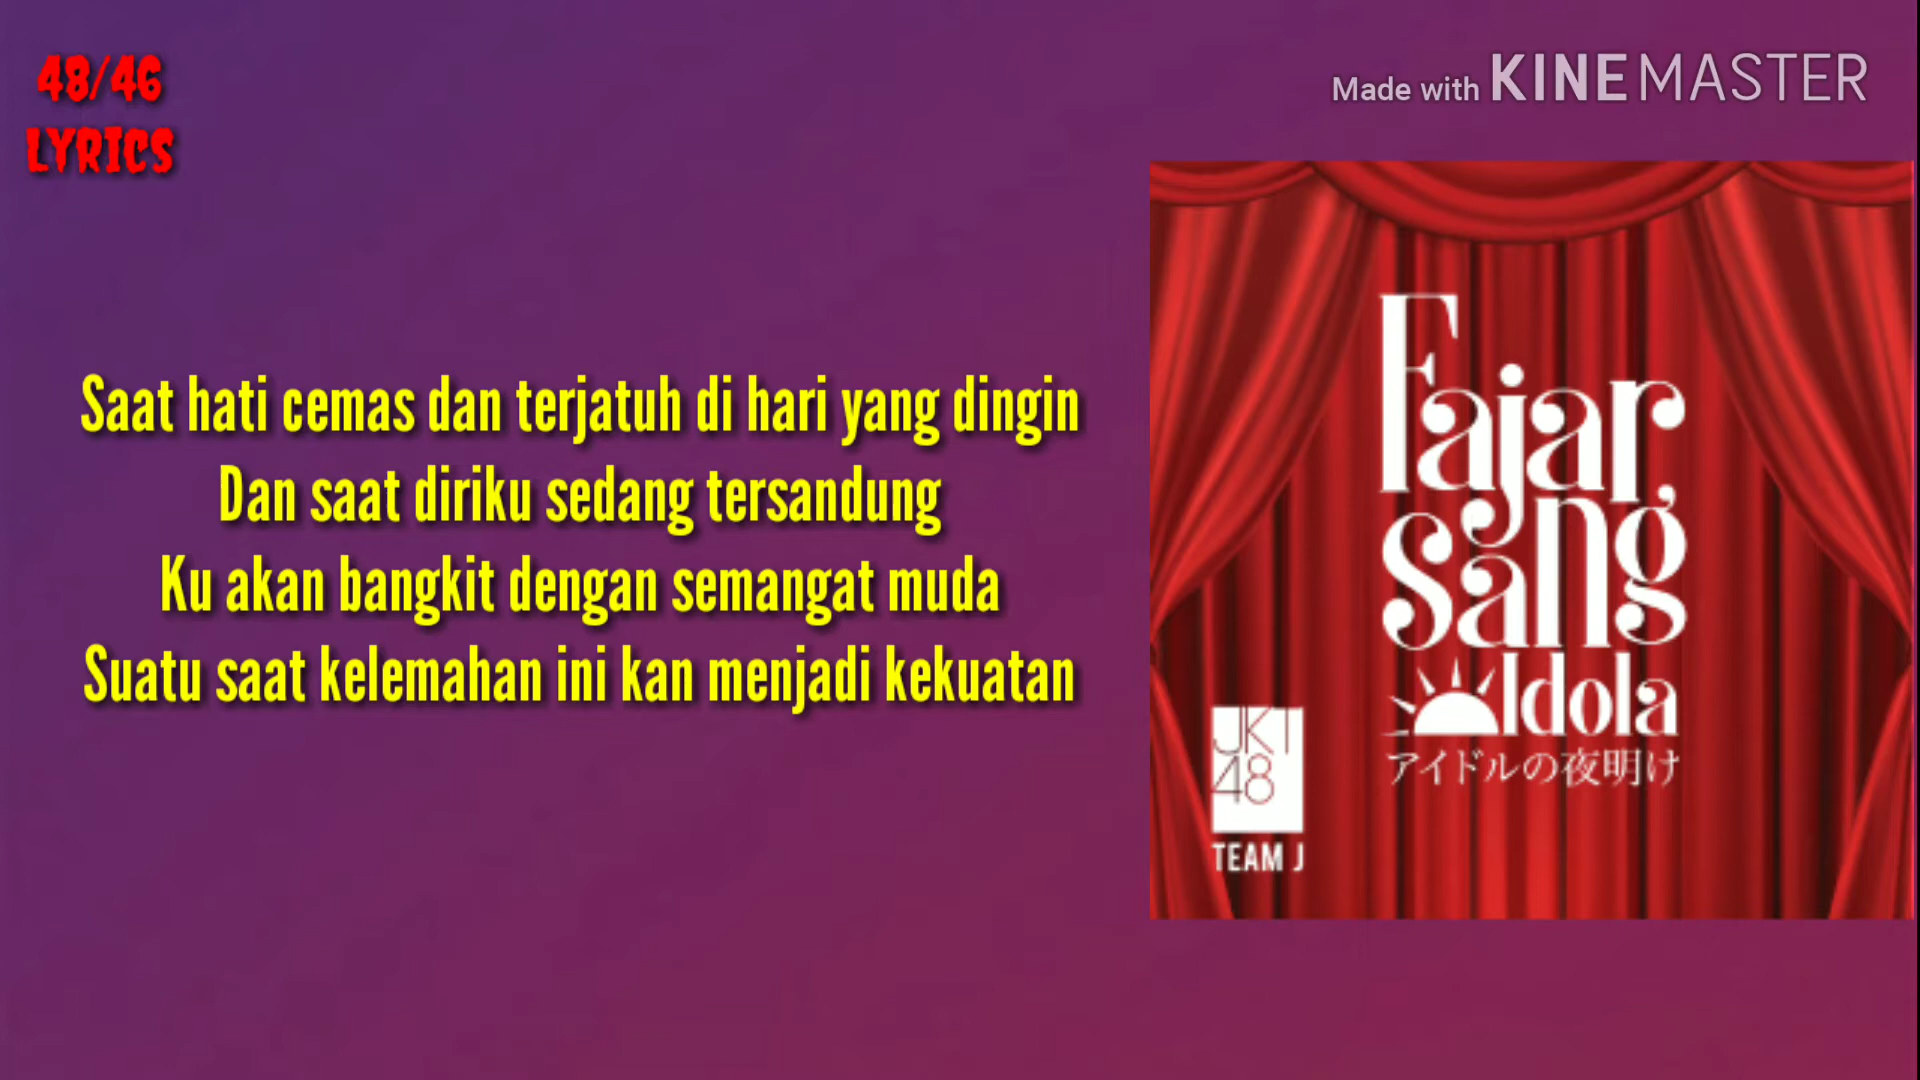 48/46
LYRICS
Made with KINEMASTER
Saat hati cemas dan terjatuh di hari yang dingin
Dan saat diriku sedang tersandung
Ku akan bangkit dengan semangat muda
Suatu saat kelemahan ini kan menjadi kekuatan
Fajar
sang
Idola
アイドルの夜明け
JKT
48
TEAM J